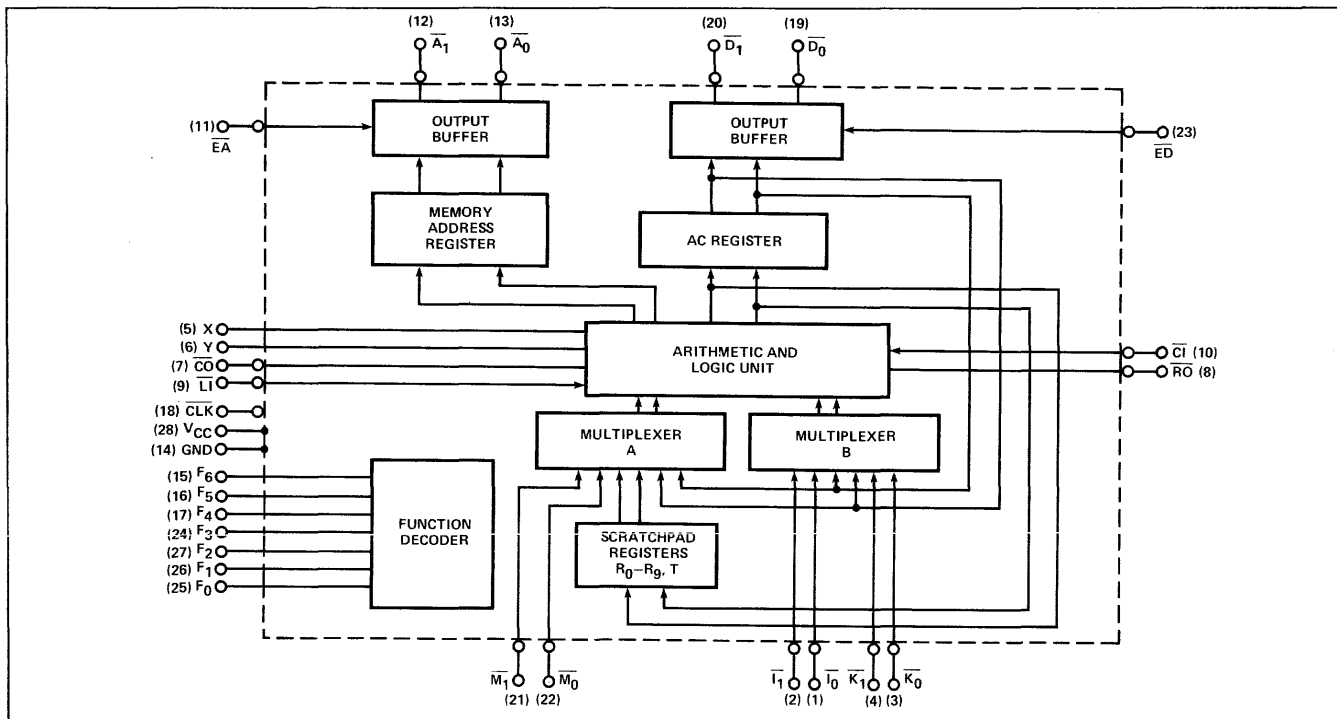 (12) (13) (20) (19)
A̅₁ A̅₀ D̅₁ D̅₀
OUTPUT
BUFFER
OUTPUT
BUFFER
(11)
E̅A̅
(23)
E̅D̅
MEMORY
ADDRESS
REGISTER
AC REGISTER
(5) X
(6) Y
(7) C̅O̅
(9) L̅I̅
ARITHMETIC AND
LOGIC UNIT
C̅I̅ (10)
R̅O̅ (8)
(18) C̅L̅K̅
(28) VCC
(14) GND
MULTIPLEXER
A
MULTIPLEXER
B
(15) F₆
(16) F₅
(17) F₄
(24) F₃
(27) F₂
(26) F₁
(25) F₀
FUNCTION
DECODER
SCRATCHPAD
REGISTERS
R₀–R₉, T
M̅₁ M̅₀ I̅₁ I̅₀ K̅₁ K̅₀
(21) (22) (2) (1) (4) (3)